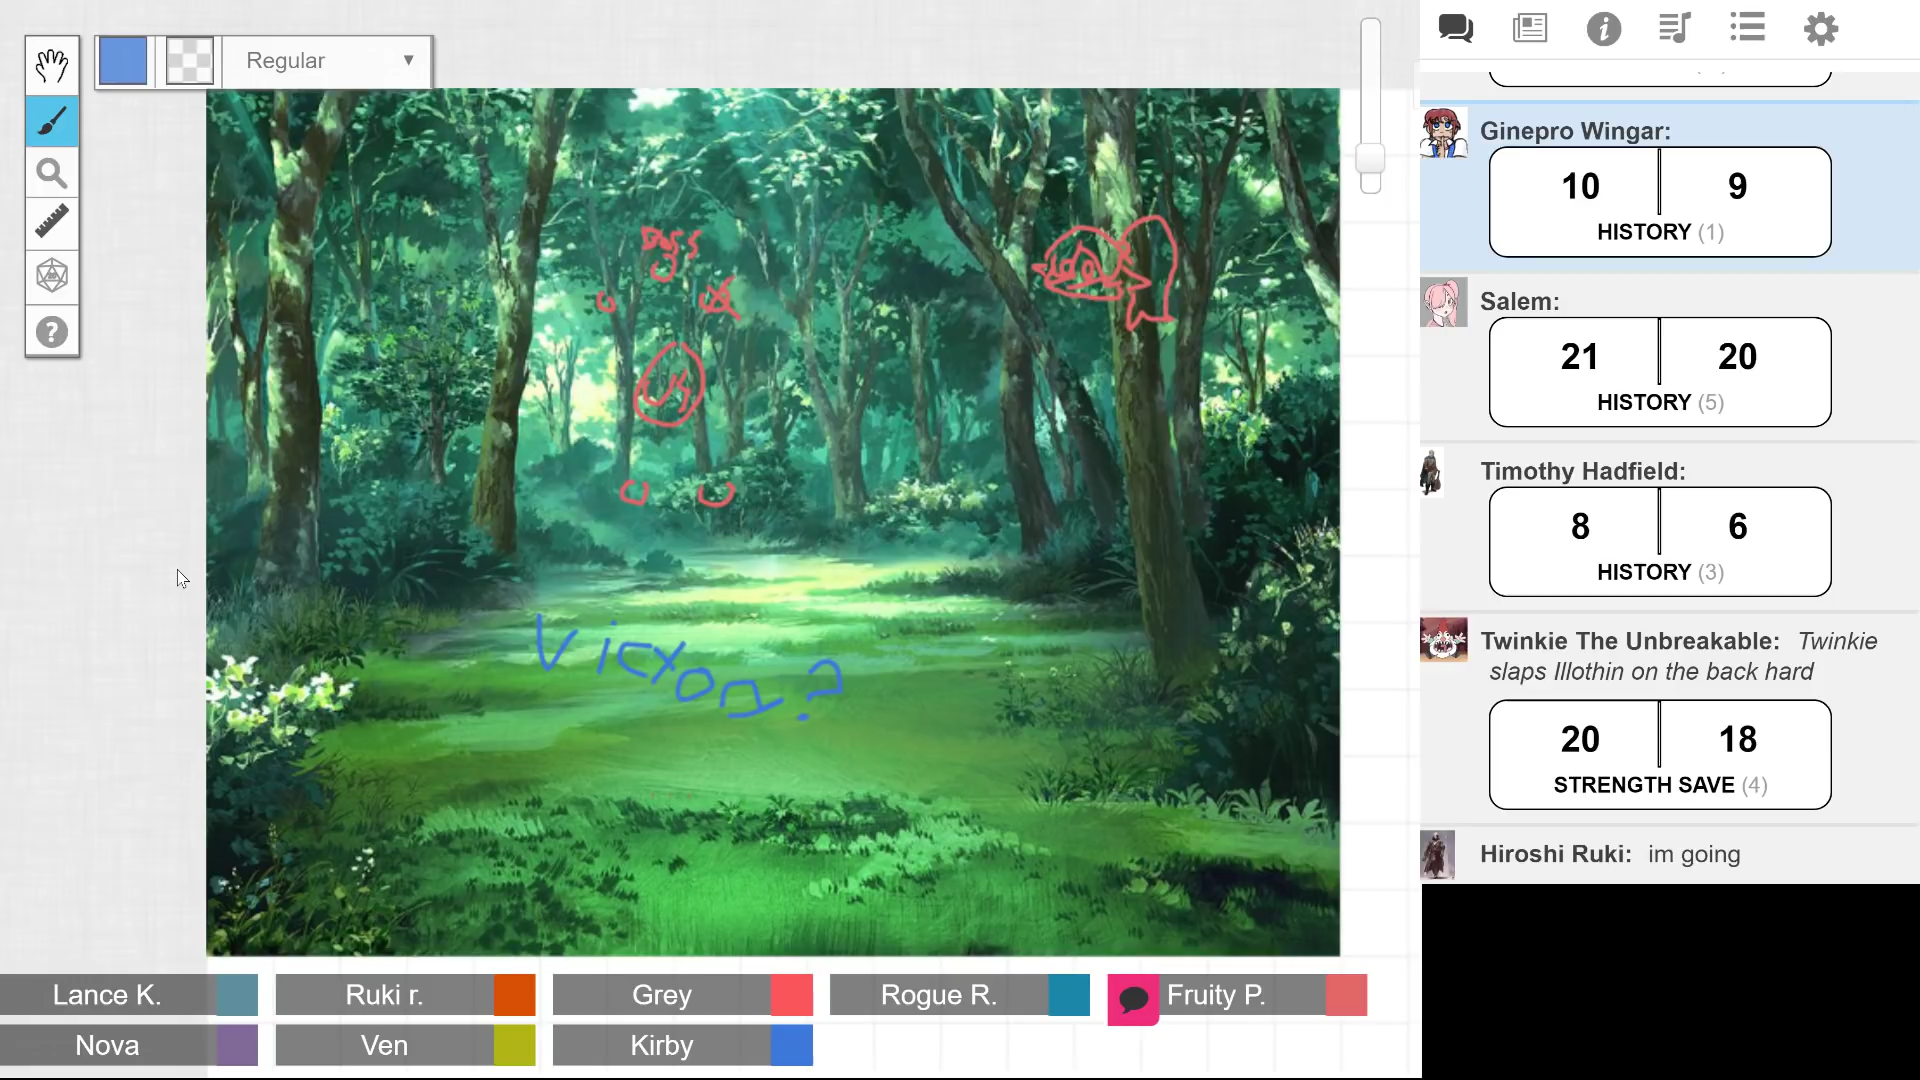 Regular
Boss
us
Victory?
Ginepro Wingar:
10 9
HISTORY (1)
Salem:
21 20
HISTORY (5)
Timothy Hadfield:
8 6
HISTORY (3)
Twinkie The Unbreakable: Twinkie
slaps Illothin on the back hard
20 18
STRENGTH SAVE (4)
Hiroshi Ruki: im going
Lance K. Ruki r. Grey Rogue R. Fruity P.
Nova Ven Kirby